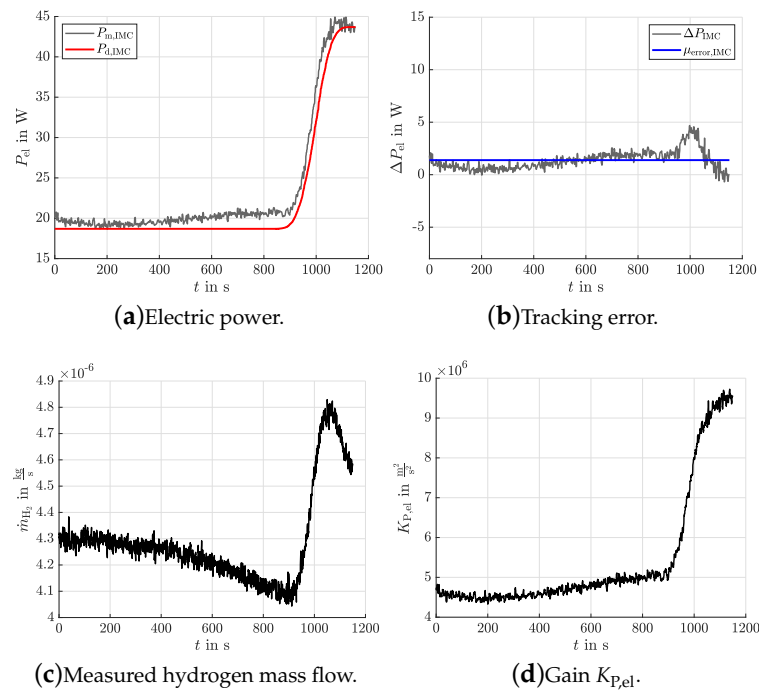 45
40
35
30
25
20
15
P_el in W
P_m,IMC
P_d,IMC
0 200 400 600 800 1000 1200
t in s
(a)Electric power.
15
10
5
0
-5
ΔP_el in W
ΔP_IMC
μ_error,IMC
0 200 400 600 800 1000 1200
t in s
(b)Tracking error.
×10⁻⁶
4.9
4.8
4.7
4.6
4.5
4.4
4.3
4.2
4.1
4
ṁ_H₂ in kg/s
0 200 400 600 800 1000 1200
t in s
(c)Measured hydrogen mass flow.
×10⁶
10
9
8
7
6
5
4
K_P,el in m²/s²
0 200 400 600 800 1000 1200
t in s
(d)Gain K_P,el.